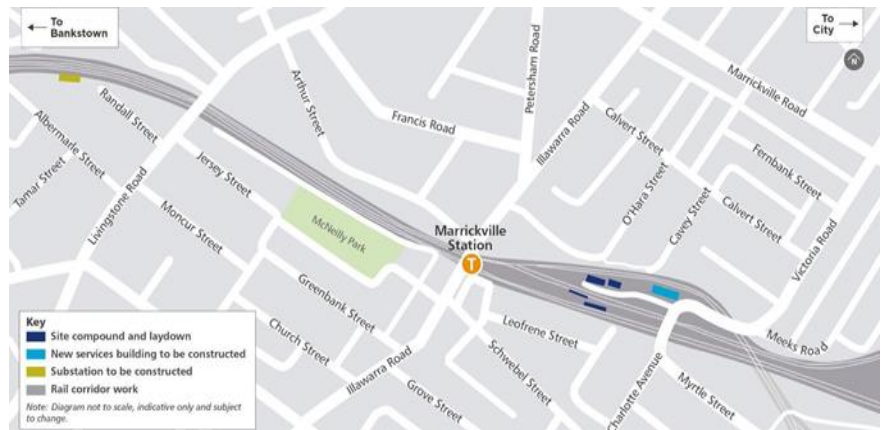 To
Bankstown
To
City
N
Randall Street
Albermarle Street
Tamar Street
Livingstone Road
Jersey Street
Moncur Street
Arthur Street
Francis Road
Petersham Road
Illawarra Road
Calvert Street
Marrickville Road
Fernbank Street
Calvert Street
O'Hara Street
Cavey Street
Victoria Road
McNeilly Park
Marrickville
Station
T
Greenbank Street
Church Street
Illawarra Road
Grove Street
Leofrene Street
Schwebel Street
Charlotte Avenue
Myrtle Street
Meeks Road
Key
Site compound and laydown
New services building to be constructed
Substation to be constructed
Rail corridor work
Note: Diagram not to scale, indicative only and subject
to change.